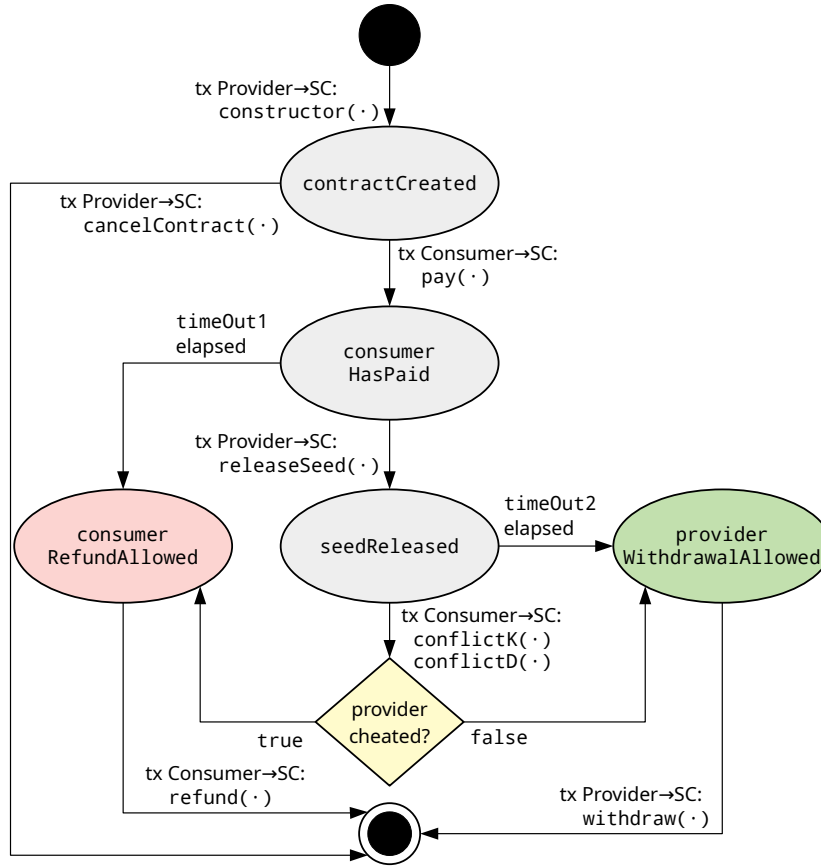 tx Provider→SC:
constructor(·)
contractCreated
tx Provider→SC:
cancelContract(·)
tx Consumer→SC:
pay(·)
timeOut1
elapsed
consumer
HasPaid
tx Provider→SC:
releaseSeed(·)
consumer
RefundAllowed
seedReleased
timeOut2
elapsed
provider
WithdrawalAllowed
tx Consumer→SC:
conflictK(·)
conflictD(·)
provider
cheated?
true
false
tx Consumer→SC:
refund(·)
tx Provider→SC:
withdraw(·)